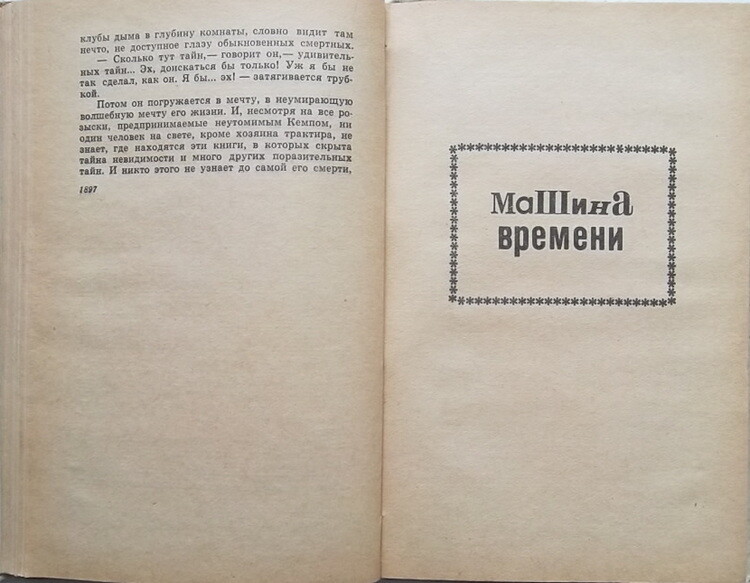 клубы дыма в глубину комнаты, словно видит там
нечто, не доступное глазу обыкновенных смертных.
— Сколько тут тайн,— говорит он,— удивитель-
ных тайн... Эх, доискаться бы только! Уж я бы не
так сделал, как он. Я бы... эх! — затягивается труб-
кой.
Потом он погружается в мечту, в неумирающую
волшебную мечту его жизни. И, несмотря на все ро-
зыски, предпринимаемые неутомимым Кемпом, ни
один человек на свете, кроме хозяина трактира, не
знает, где находятся эти книги, в которых скрыта
тайна невидимости и много других поразительных
тайн. И никто этого не узнает до самой его смерти,
1897
МаШинa
времени